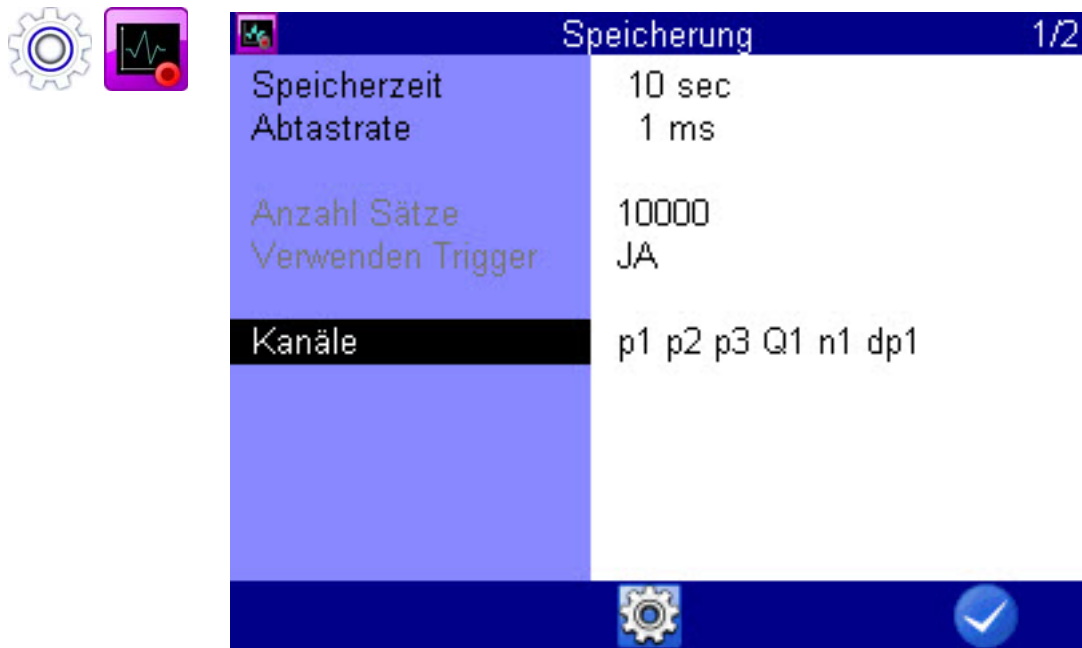 Speicherung 1/2
Speicherzeit 10 sec
Abtastrate 1 ms
Anzahl Sätze 10000
Verwenden Trigger JA
Kanäle p1 p2 p3 Q1 n1 dp1